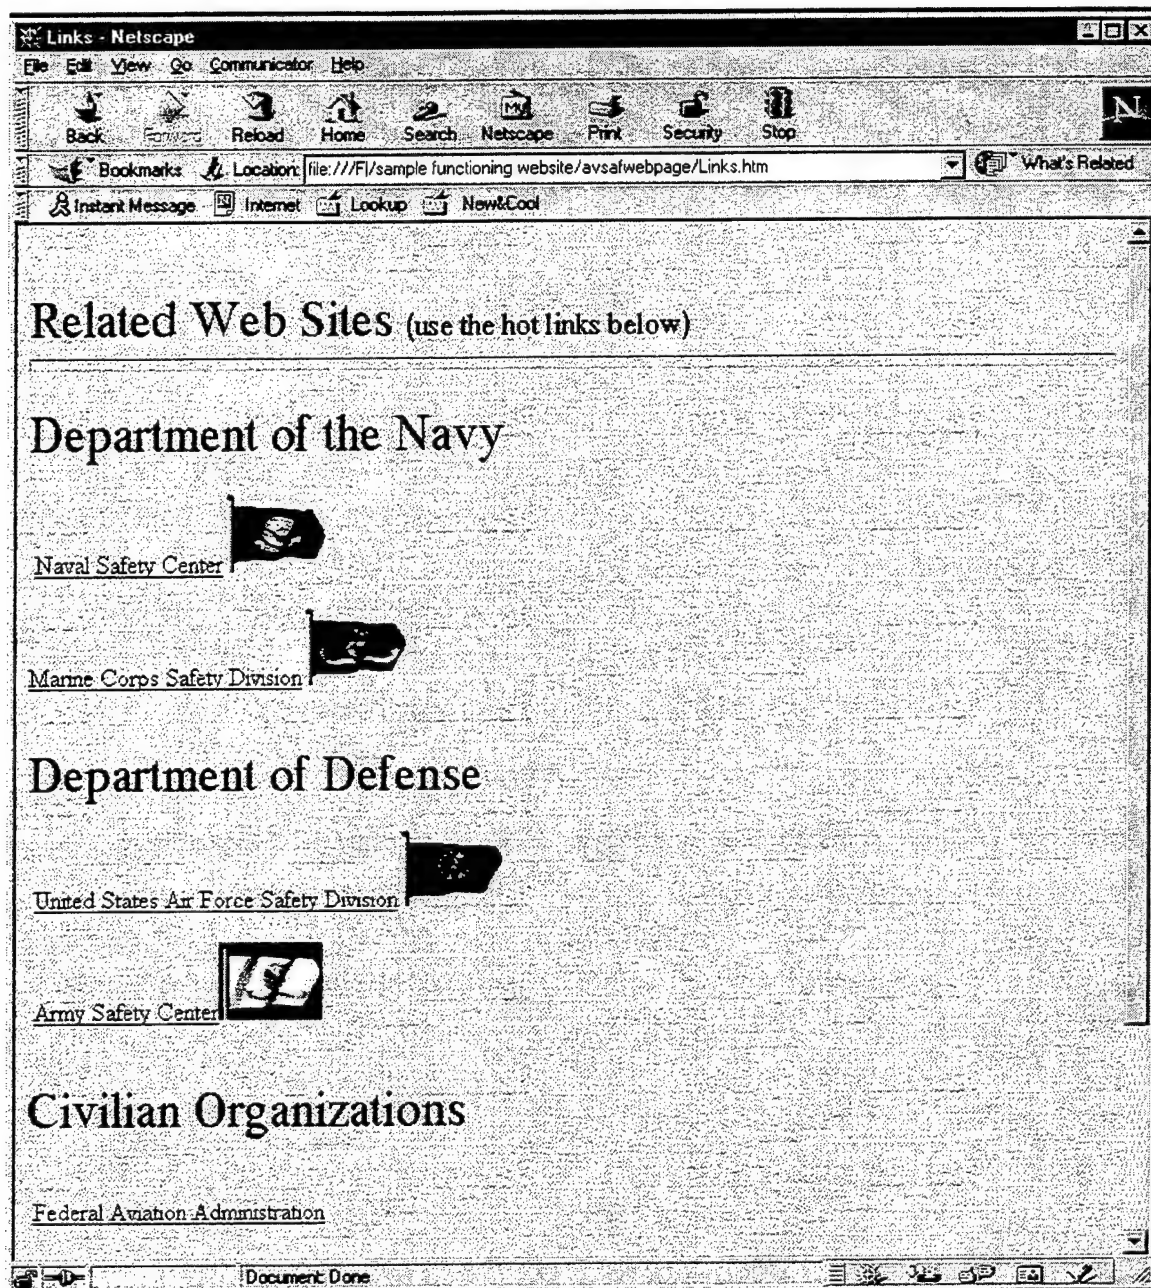 Links - Netscape
File Edit View Go Communicator Help
Back Forward Reload Home Search Netscape Print Security Stop
My
N
Bookmarks Location: file:///F|/sample functioning website/avsafwebpage/Links.htm What's Related
Instant Message Internet Lookup New&Cool
Related Web Sites (use the hot links below)
Department of the Navy
Naval Safety Center
Marine Corps Safety Division
Department of Defense
United States Air Force Safety Division
Army Safety Center
Civilian Organizations
Federal Aviation Administration
Document: Done